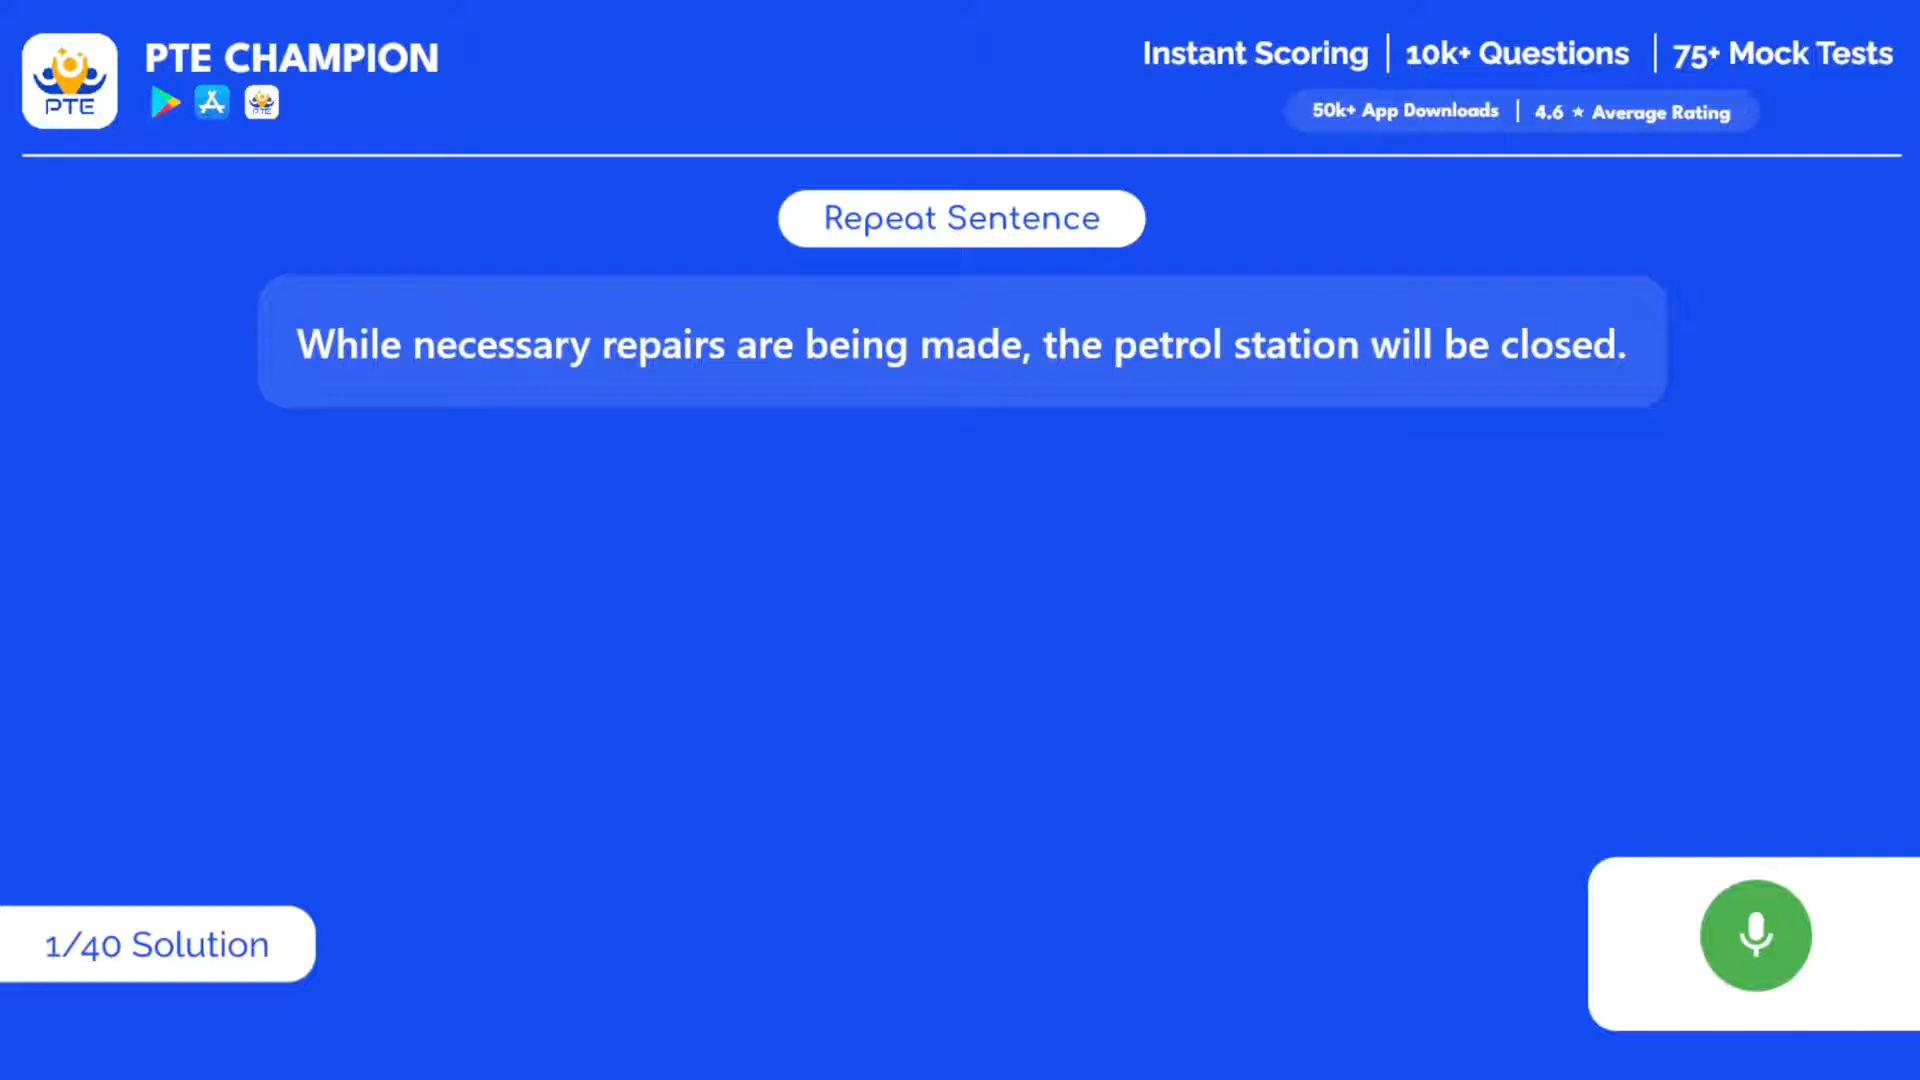 PTE CHAMPION
PTE
PTE
Instant Scoring | 10k+ Questions | 75+ Mock Tests
50k+ App Downloads | 4.6 ★ Average Rating
Repeat Sentence
While necessary repairs are being made, the petrol station will be closed.
1/40 Solution